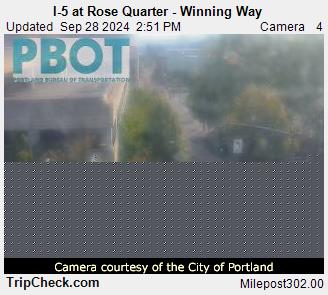 I-5 at Rose Quarter - Winning Way
Updated Sep 28 2024 2:51 PM Camera 4
PBOT
PORTLAND BUREAU OF TRANSPORTATION
Camera courtesy of the City of Portland
TripCheck.com Milepost302.00